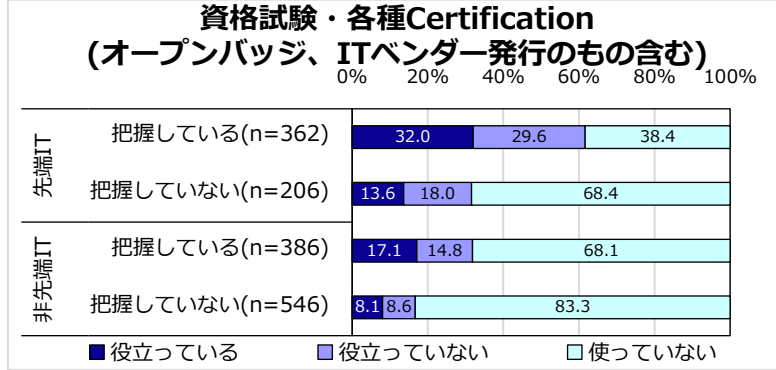 資格試験・各種Certification
(オープンバッジ、ITベンダー発行のもの含む)
0% 20% 40% 60% 80% 100%
先端IT
把握している(n=362) 32.0 29.6 38.4
把握していない(n=206) 13.6 18.0 68.4
非先端IT
把握している(n=386) 17.1 14.8 68.1
把握していない(n=546) 8.1 8.6 83.3
役立っている 役立っていない 使っていない